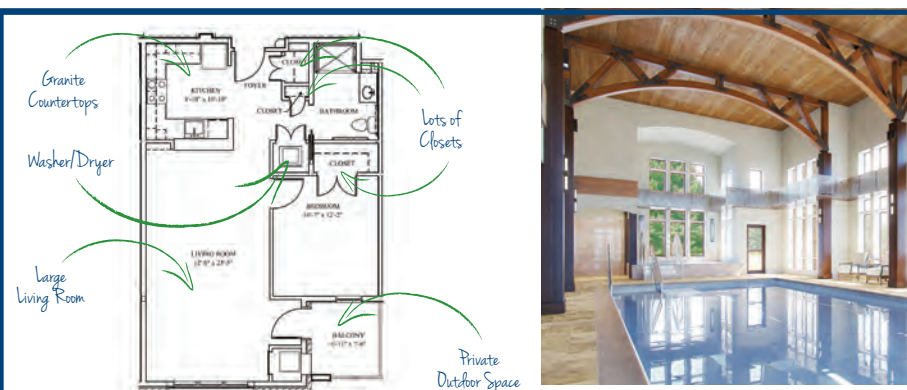 Granite
Countertops
Washer/Dryer
Large
Living Room
KITCHEN
FOYER
CLOSET
CLOSET
BATHROOM
CLOSET
BEDROOM
LIVING ROOM
BALCONY
Lots of
Closets
Private
Outdoor Space